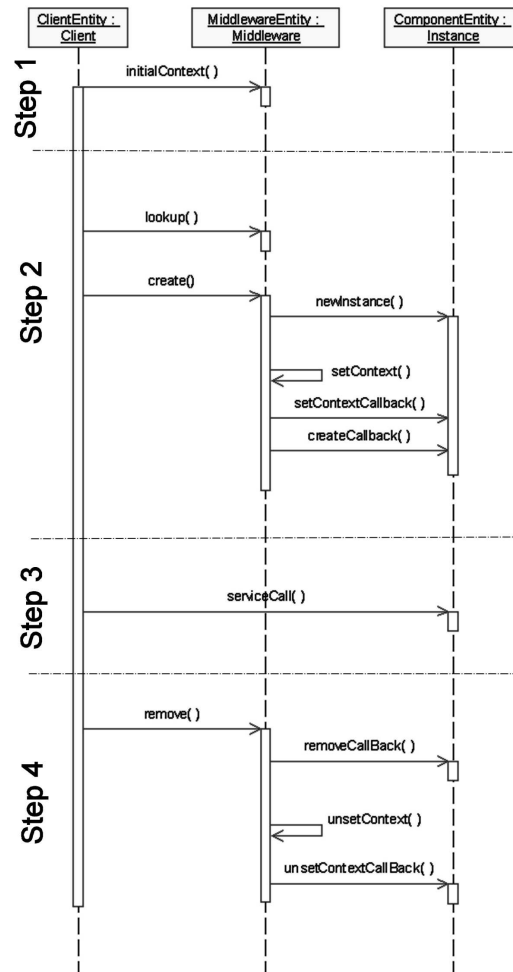 ClientEntity :
Client
MiddlewareEntity :
Middleware
ComponentEntity :
Instance
Step 1
initialContext( )
Step 2
lookup( )
create()
newInstance( )
setContext( )
setContextCallback( )
createCallback( )
Step 3
serviceCall( )
Step 4
remove( )
removeCallBack( )
unsetContext( )
unsetContextCallBack( )